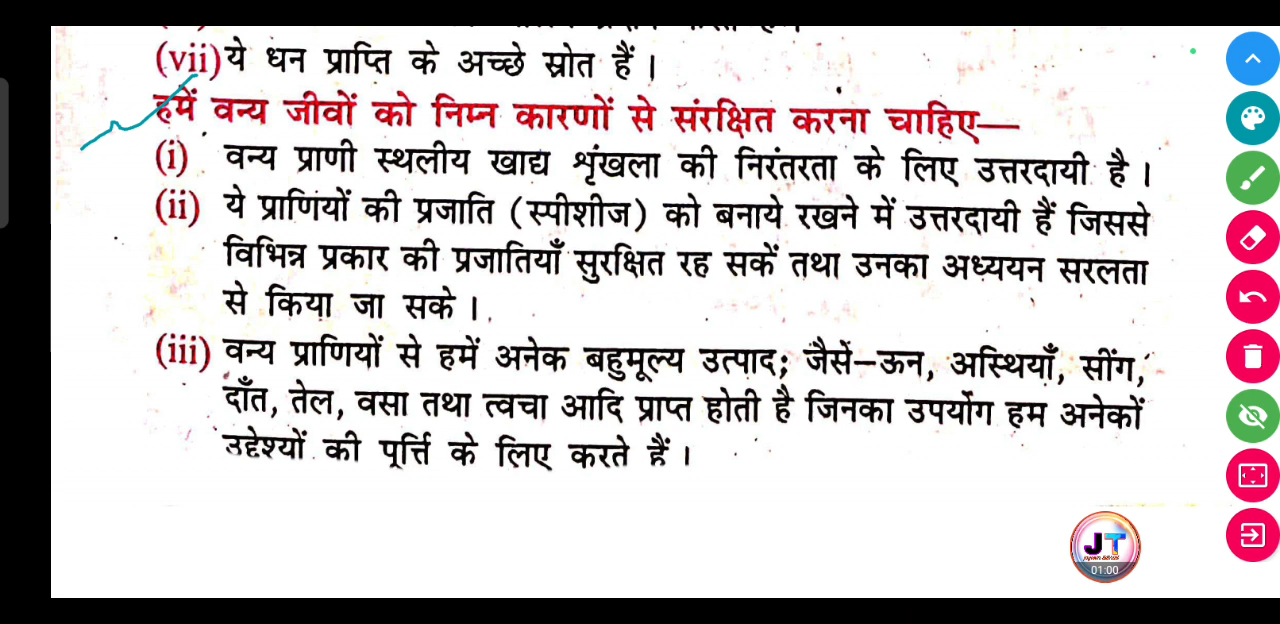 (vii) ये धन प्राप्ति के अच्छे स्रोत हैं ।
हमें वन्य जीवों को निम्न कारणों से संरक्षित करना चाहिए—
(i) वन्य प्राणी स्थलीय खाद्य शृंखला की निरंतरता के लिए उत्तरदायी है ।
(ii) ये प्राणियों की प्रजाति (स्पीशीज) को बनाये रखने में उत्तरदायी हैं जिससे
विभिन्न प्रकार की प्रजातियाँ सुरक्षित रह सकें तथा उनका अध्ययन सरलता
से किया जा सके ।
(iii) वन्य प्राणियों से हमें अनेक बहुमूल्य उत्पाद; जैसे—ऊन, अस्थियाँ, सींग,
दाँत, तेल, वसा तथा त्वचा आदि प्राप्त होती है जिनका उपयोग हम अनेकों
उद्देश्यों की पूर्त्ति के लिए करते हैं ।
JT
01:00